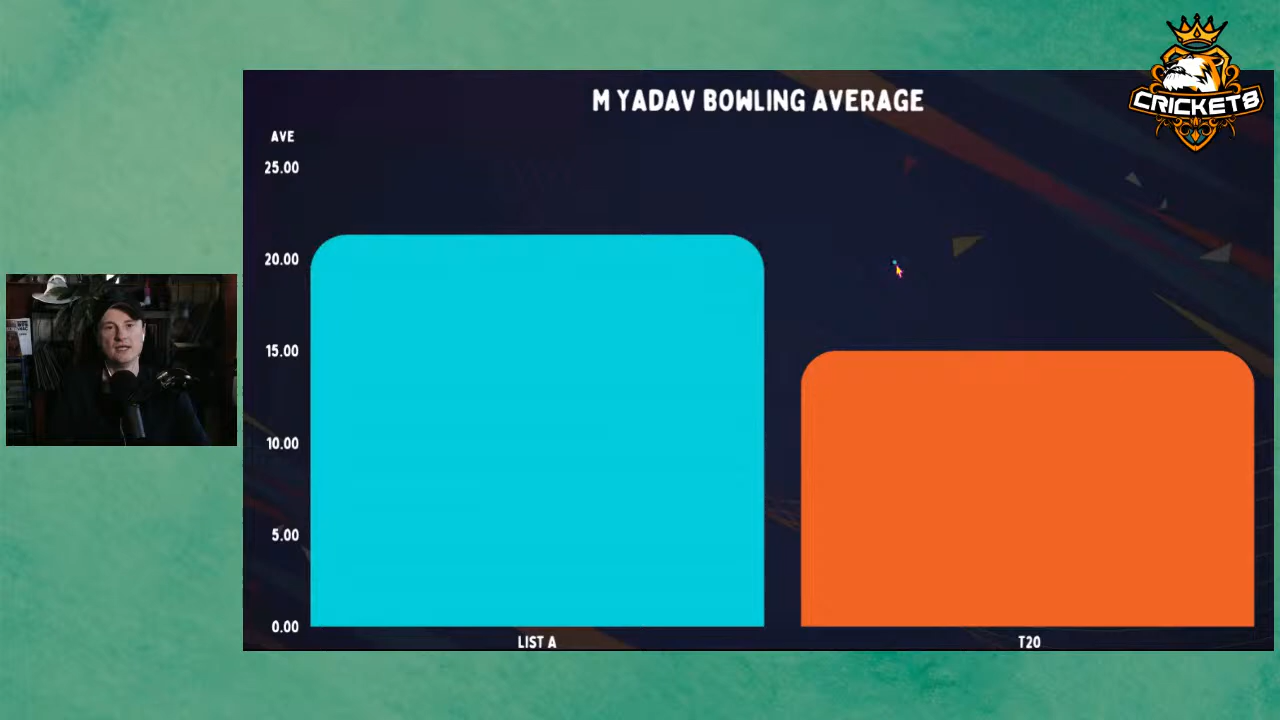 M YADAV BOWLING AVERAGE
CRICKET8
AVE
25.00
20.00
15.00
10.00
5.00
0.00
LIST A
T20